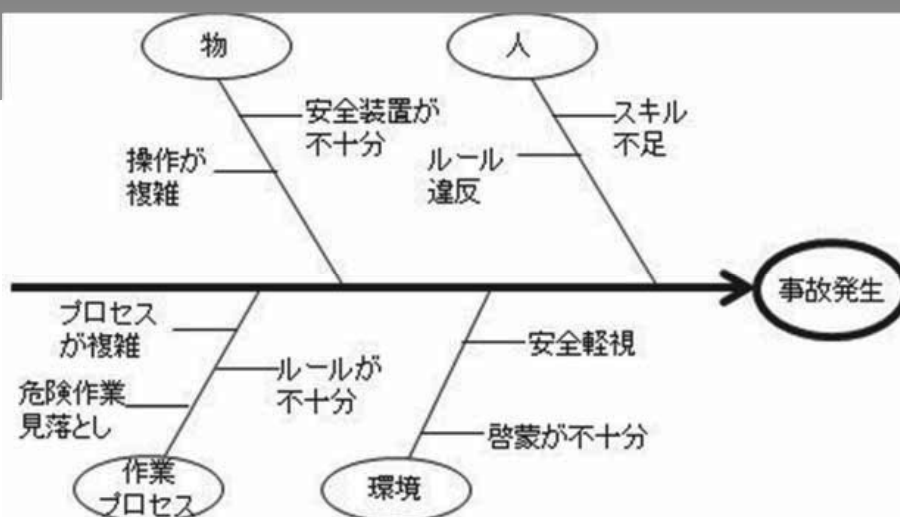 物
人
安全装置が
不十分
操作が
複雑
スキル
不足
ルール
違反
事故発生
プロセス
が複雑
ルールが
不十分
危険作業
見落とし
安全軽視
啓蒙が不十分
作業
プロセス
環境